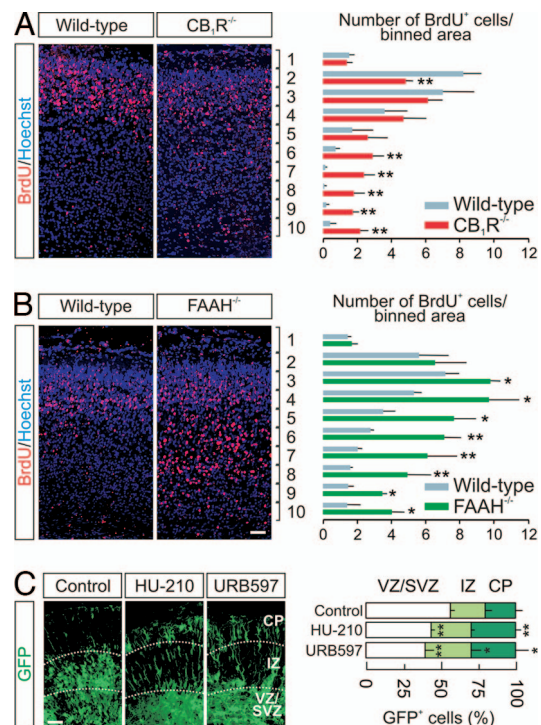 A
Wild-type
CB₁R⁻/⁻
BrdU/Hoechst
1
2
3
4
5
6
7
8
9
10
Number of BrdU⁺ cells/
binned area
**
**
**
**
**
**
Wild-type
CB₁R⁻/⁻
0 2 4 6 8 10 12
B
Wild-type
FAAH⁻/⁻
BrdU/Hoechst
1
2
3
4
5
6
7
8
9
10
Number of BrdU⁺ cells/
binned area
*
*
*
**
**
**
*
*
Wild-type
FAAH⁻/⁻
0 2 4 6 8 10 12
C
Control
HU-210
URB597
GFP
CP
IZ
VZ/
SVZ
VZ/SVZ IZ CP
Control
HU-210 ** **
URB597 ** * *
0 20 40 60 80 100
GFP⁺ cells (%)